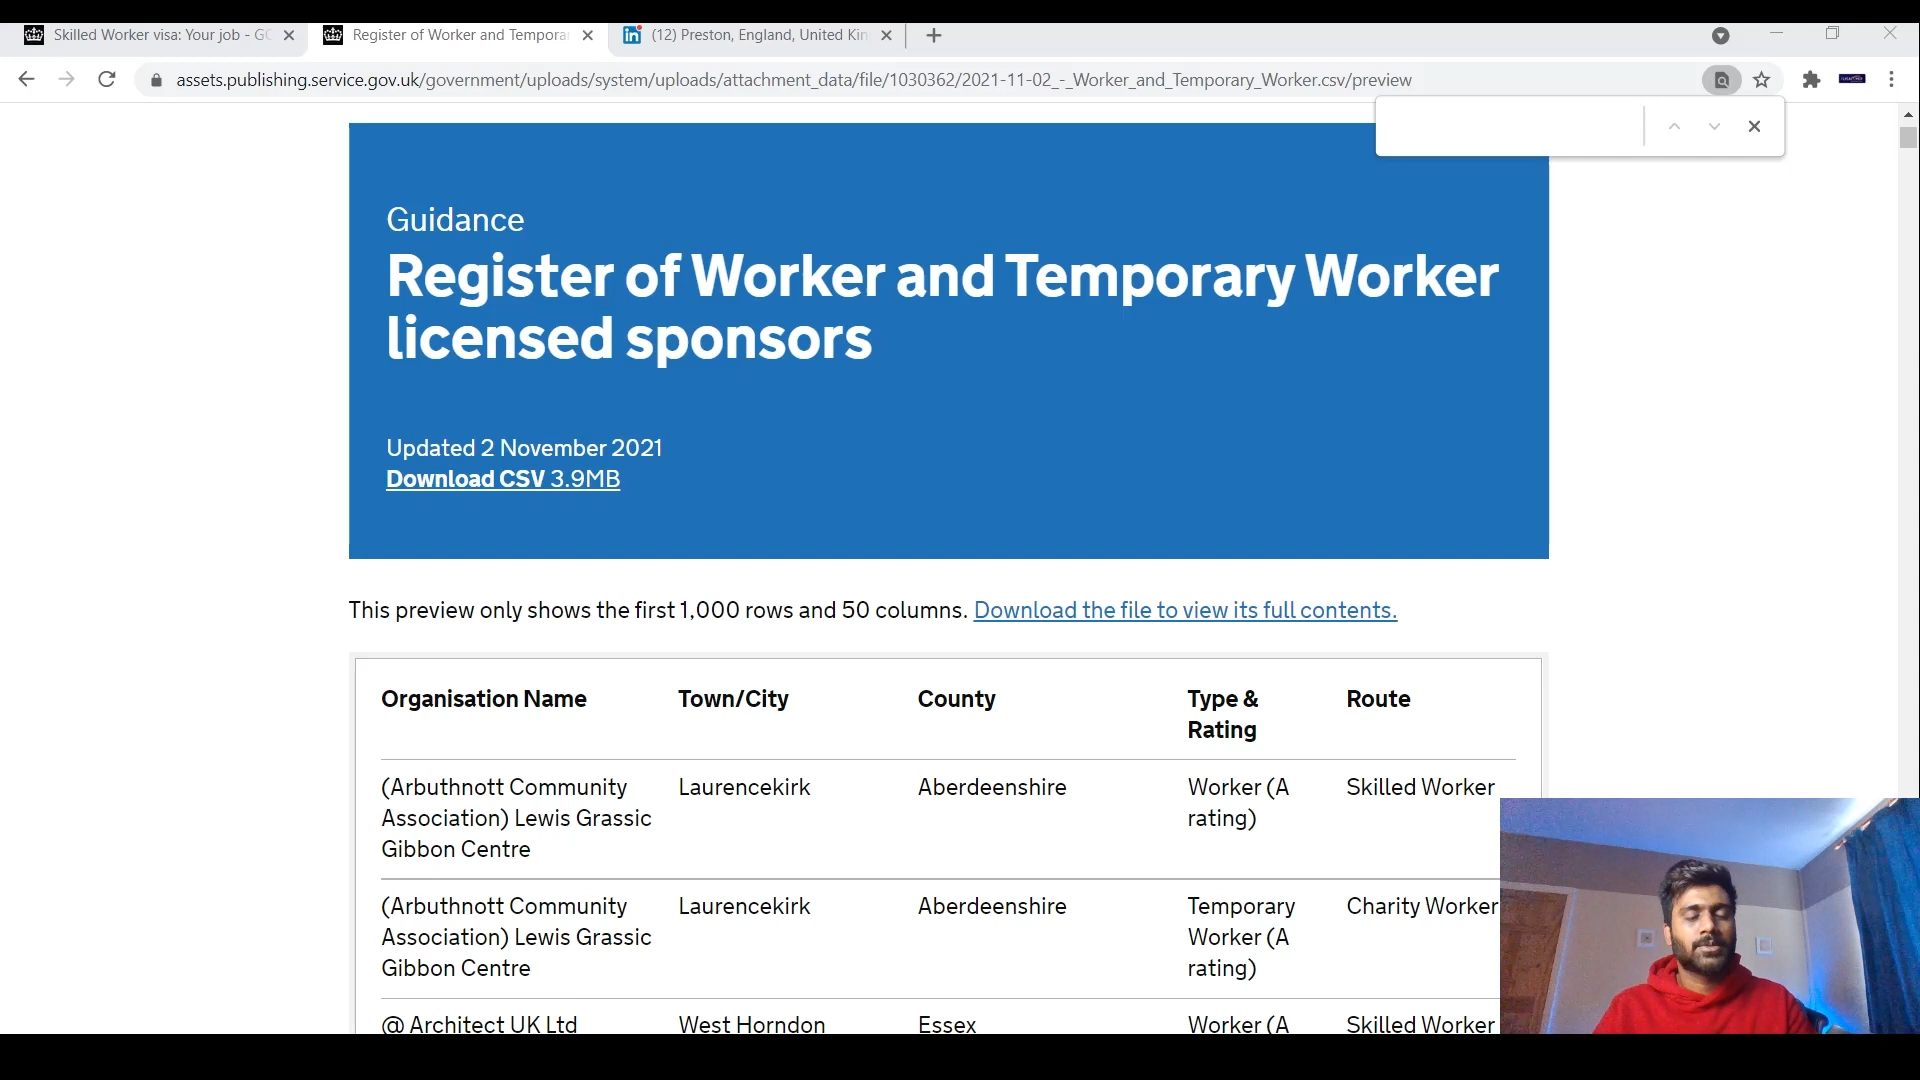 Skilled Worker visa: Your job - GO
Register of Worker and Tempora
(12) Preston, England, United Kin
assets.publishing.service.gov.uk/government/uploads/system/uploads/attachment_data/file/1030362/2021-11-02_-_Worker_and_Temporary_Worker.csv/preview
Guidance
Register of Worker and Temporary Worker
licensed sponsors
Updated 2 November 2021
Download CSV 3.9MB
This preview only shows the first 1,000 rows and 50 columns. Download the file to view its full contents.
Organisation Name Town/City County Type & Route
Rating
(Arbuthnott Community Laurencekirk Aberdeenshire Worker (A Skilled Worker
Association) Lewis Grassic rating)
Gibbon Centre
(Arbuthnott Community Laurencekirk Aberdeenshire Temporary Charity Worker
Association) Lewis Grassic Worker (A
Gibbon Centre rating)
@ Architect UK Ltd West Horndon Essex Worker (A Skilled Worker